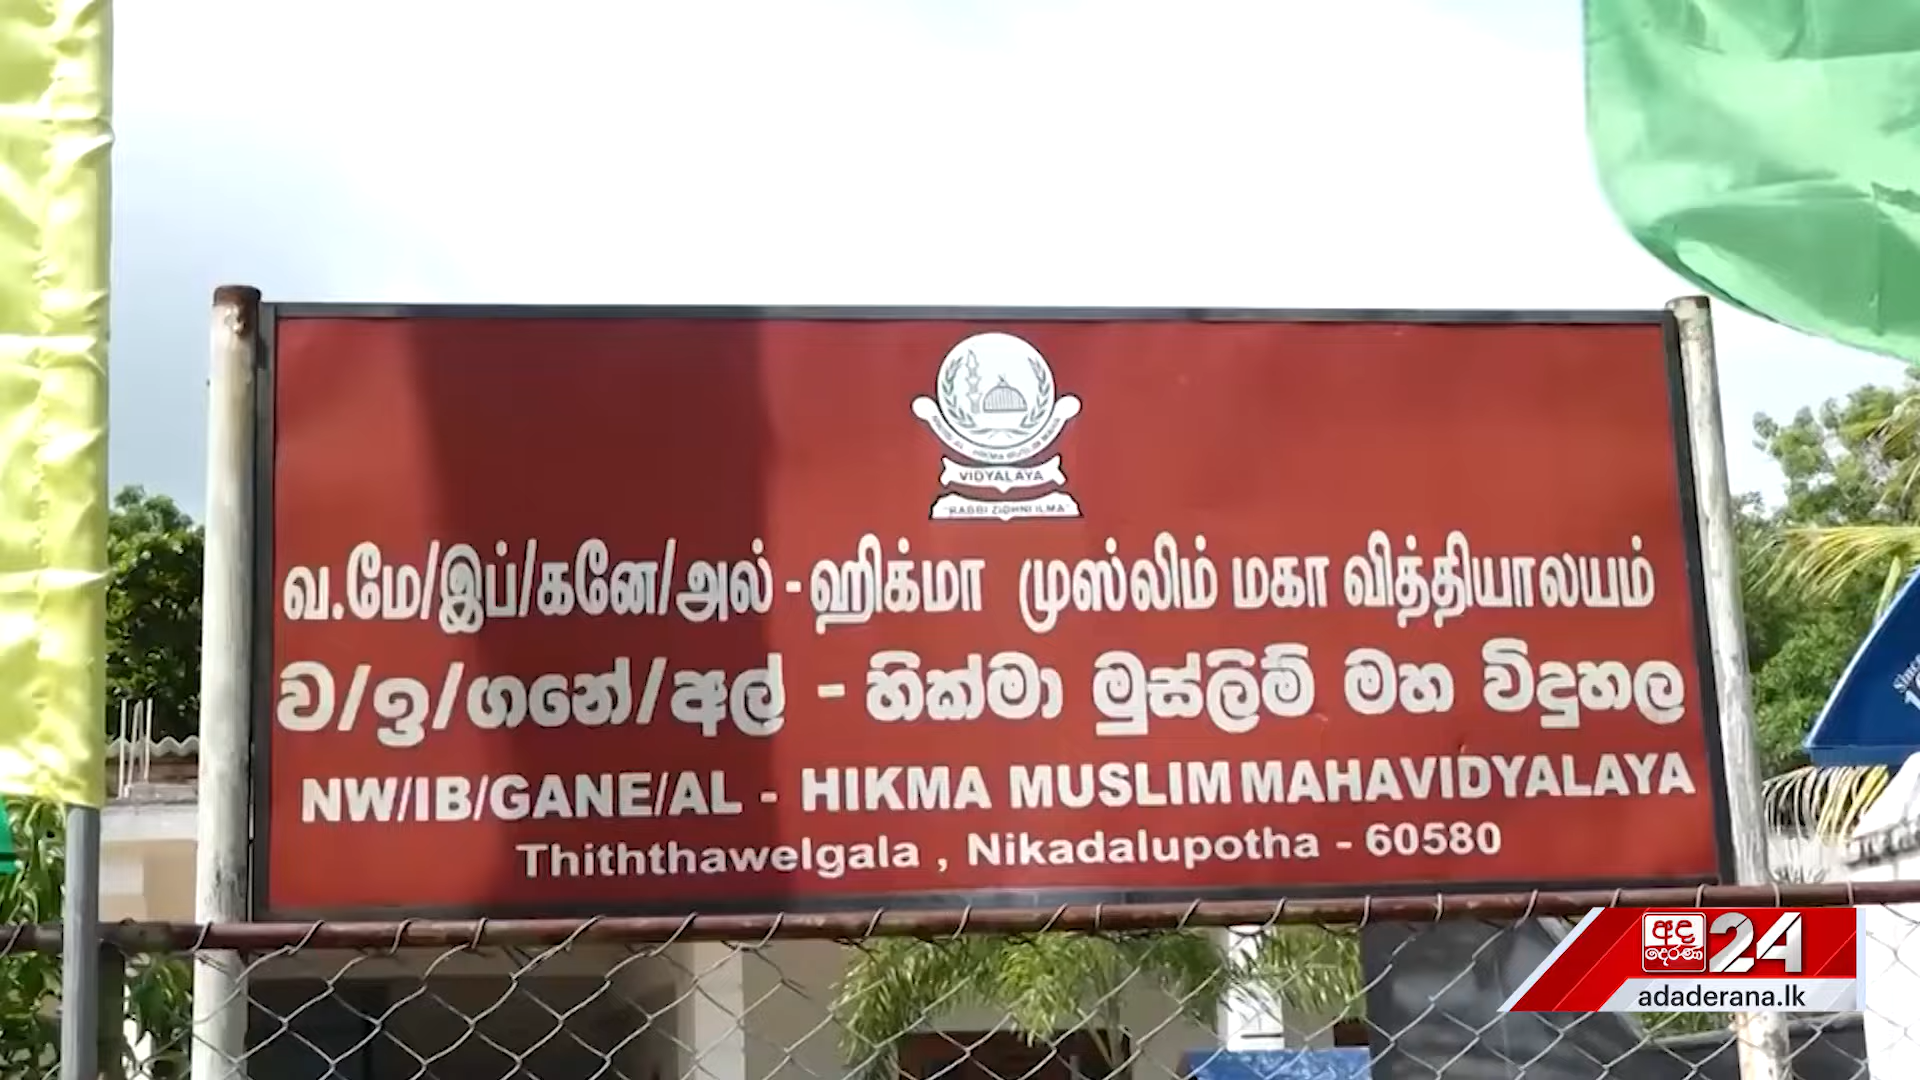 VIDYALAYA
"RABBI ZIDHNI ILMA"
வ.மே/இப்/கனே/அல் - ஹிக்மா முஸ்லிம் மகா வித்தியாலயம்
ව/ඉ/ගනේ/අල් - හික්මා මුස්ලිම් මහ විදුහල
NW/IB/GANE/AL - HIKMA MUSLIM MAHAVIDYALAYA
Thiththawelgala , Nikadalupotha - 60580
අද දෙරණ 24
adaderana.lk